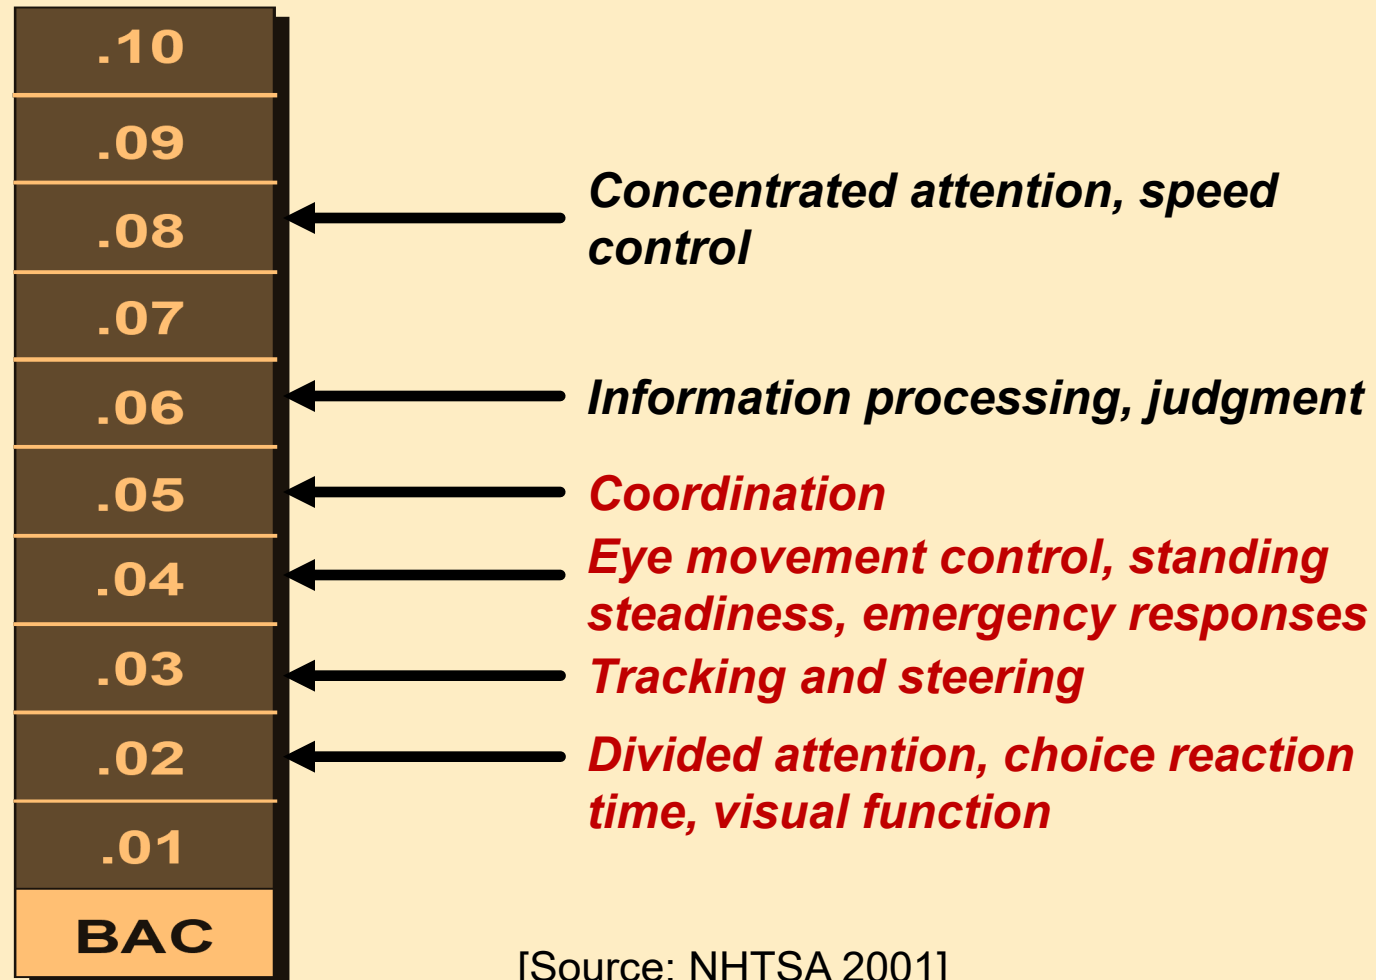 .10
.09
.08
Concentrated attention, speed
control
.07
.06
Information processing, judgment
.05
Coordination
.04
Eye movement control, standing
steadiness, emergency responses
.03
Tracking and steering
.02
Divided attention, choice reaction
time, visual function
.01
BAC
[Source: NHTSA 2001]